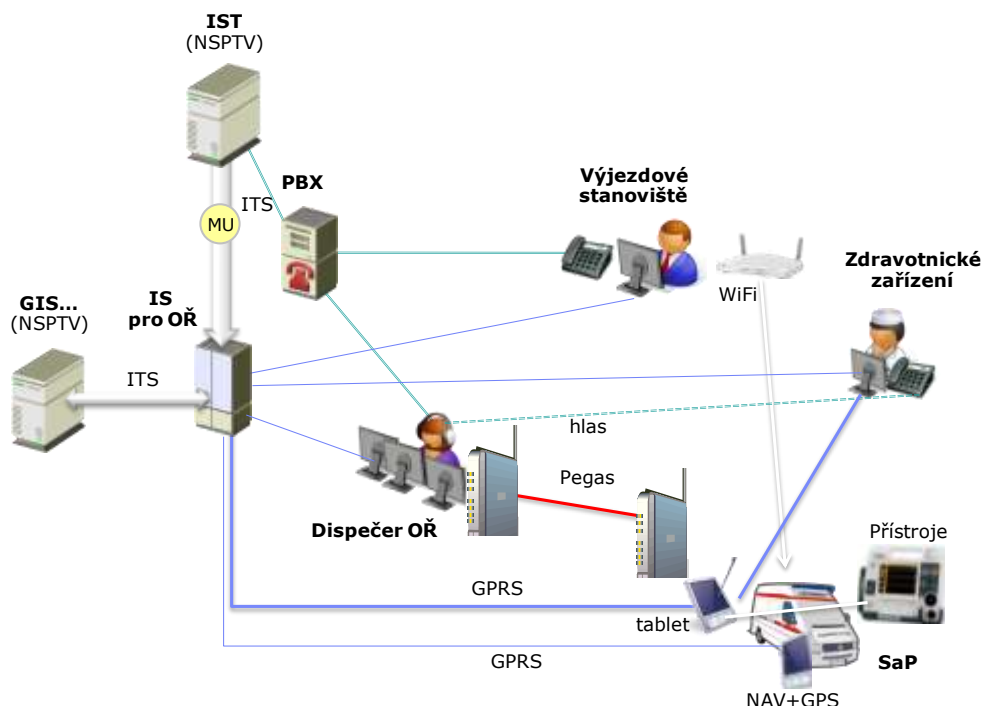 IST
(NSPTV)
PBX
ITS
MU
Výjezdové
stanoviště
Zdravotnické
zařízení
WiFi
GIS...
(NSPTV)
IS
pro OŘ
ITS
hlas
Pegas
Dispečer OŘ
Přístroje
GPRS
tablet
SaP
GPRS
NAV+GPS